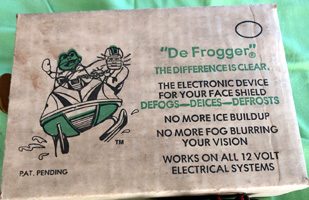 "De Frogger"®
THE DIFFERENCE IS CLEAR.
THE ELECTRONIC DEVICE
FOR YOUR FACE SHIELD
DEFOGS—DEICES—DEFROSTS
NO MORE ICE BUILDUP
NO MORE FOG BLURRING
YOUR VISION
WORKS ON ALL 12 VOLT
ELECTRICAL SYSTEMS
TM
PAT. PENDING